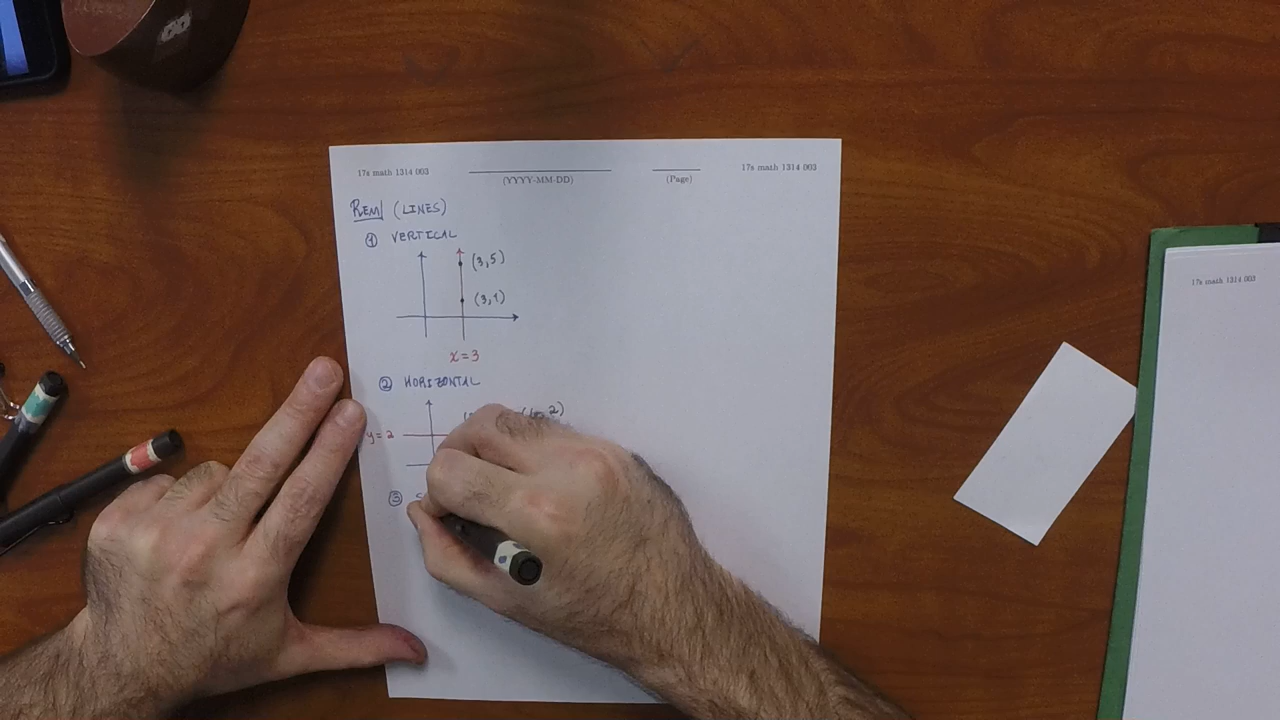 17s math 1314 003 (YYYY-MM-DD) (Page) 17s math 1314 003
REM (LINES)
① VERTICAL
(3,5)
(3,1)
x=3
② HORIZONTAL
y=2
③
17s math 1314 003